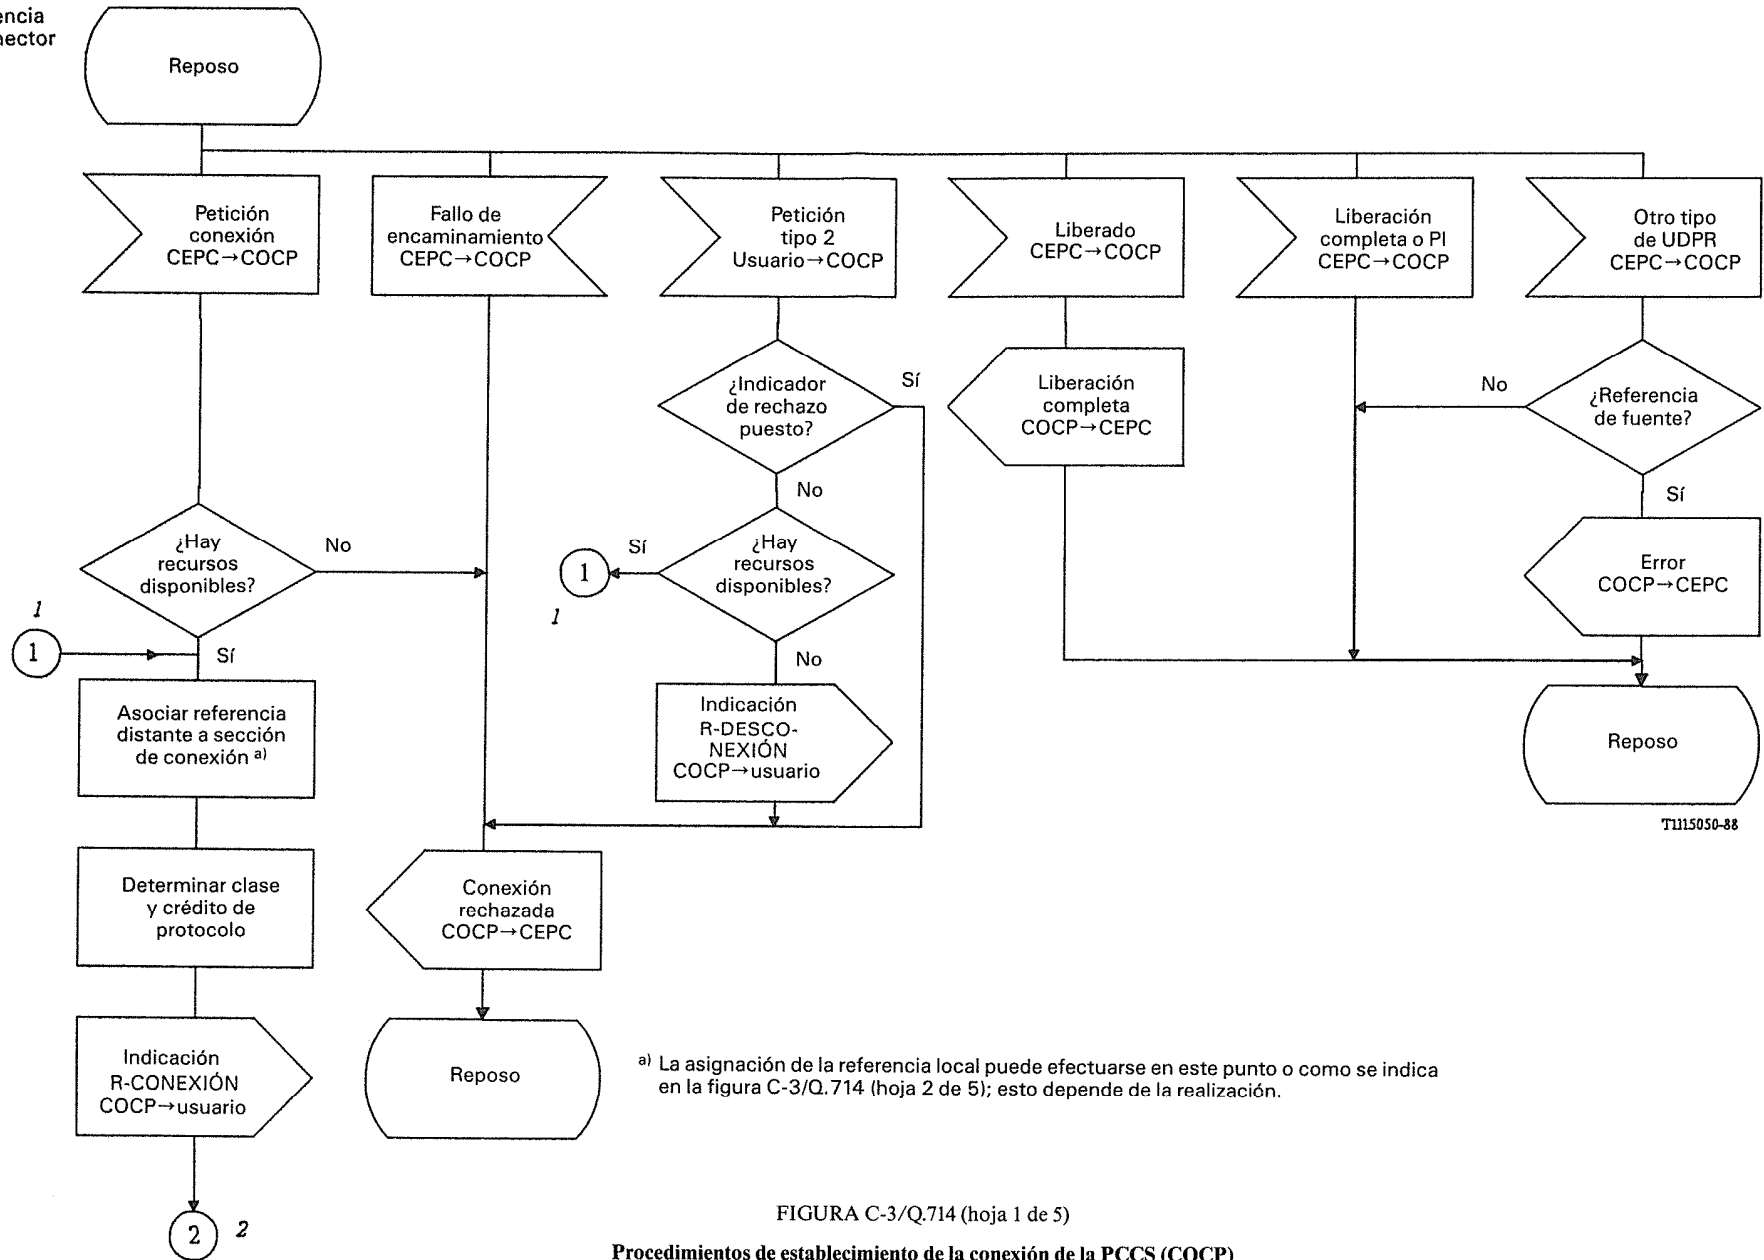 Reposo
Petición
conexión
CEPC→COCP
Fallo de
encaminamiento
CEPC→COCP
Petición
tipo 2
Usuario→COCP
Liberado
CEPC→COCP
Liberación
completa o PI
CEPC→COCP
Otro tipo
de UDPR
CEPC→COCP
¿Indicador
de rechazo
puesto?
Sí
Liberación
completa
COCP→CEPC
No
¿Referencia
de fuente?
No
Sí
¿Hay
recursos
disponibles?
No
1
Sí
1
¿Hay
recursos
disponibles?
Error
COCP→CEPC
1
1
Sí
No
Asociar referencia
distante a sección
de conexión a)
Indicación
R-DESCO-
NEXIÓN
COCP→usuario
Reposo
T1115050-88
Determinar clase
y crédito de
protocolo
Conexión
rechazada
COCP→CEPC
Indicación
R-CONEXIÓN
COCP→usuario
Reposo
a) La asignación de la referencia local puede efectuarse en este punto o como se indica
en la figura C-3/Q.714 (hoja 2 de 5); esto depende de la realización.
2
2
FIGURA C-3/Q.714 (hoja 1 de 5)
Procedimientos de establecimiento de la conexión de la PCCS (COCP)